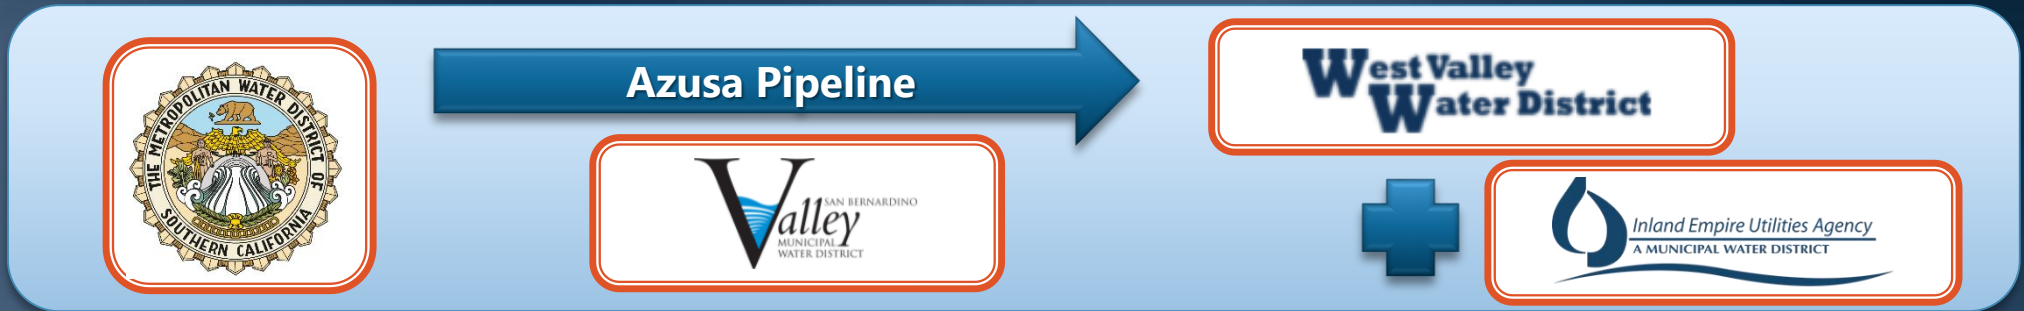 THE METROPOLITAN WATER DISTRICT OF
SOUTHERN CALIFORNIA
Azusa Pipeline
Valley
SAN BERNARDINO
MUNICIPAL
WATER DISTRICT
West Valley
Water District
Inland Empire Utilities Agency
A MUNICIPAL WATER DISTRICT